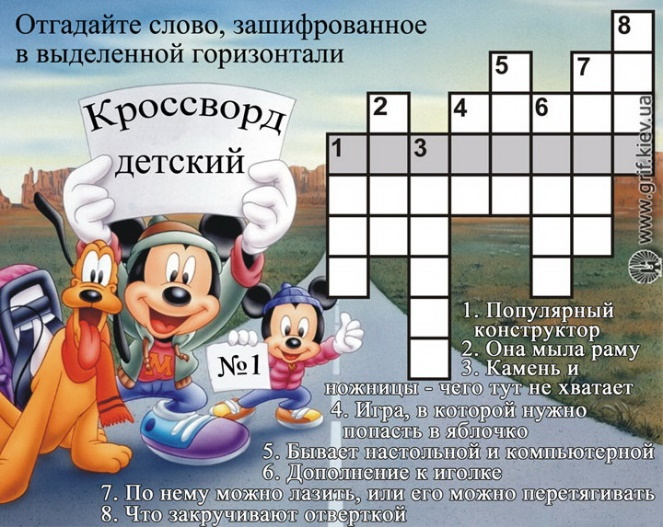 Отгадайте слово, зашифрованное
в выделенной горизонтали
Кроссворд
детский
№1
8
5
7
2
4
6
1
3
www.grif.kiev.ua
1. Популярный
конструктор
2. Она мыла раму
3. Камень и
ножницы - чего тут не хватает
4. Игра, в которой нужно
попасть в яблочко
5. Бывает настольной и компьютерной
6. Дополнение к иголке
7. По нему можно лазить, или его можно перетягивать
8. Что закручивают отверткой